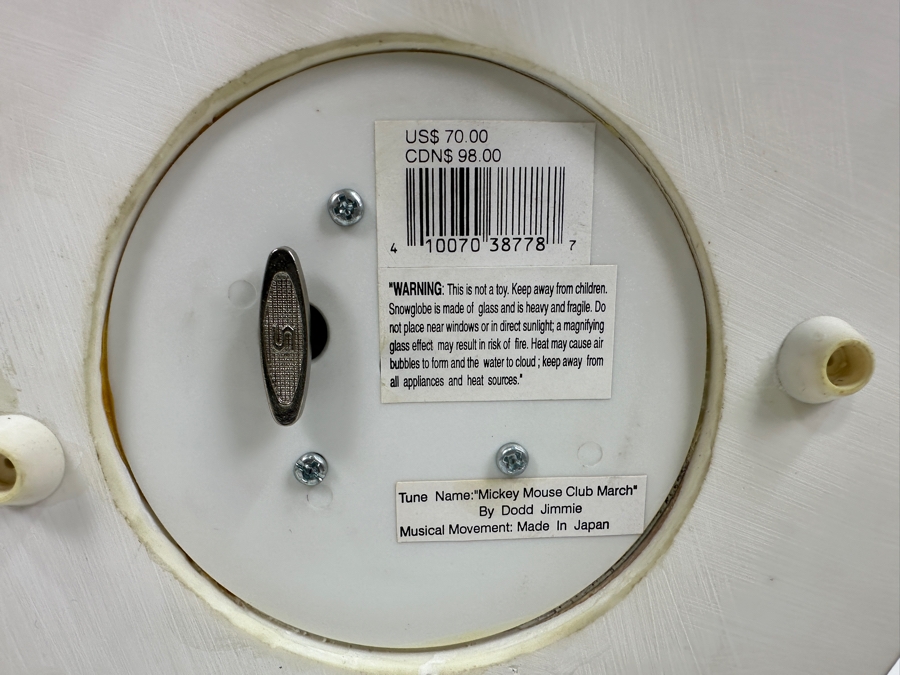 US$ 70.00
CDN$ 98.00
4 10070 38778 7
"WARNING: This is not a toy. Keep away from children.
Snowglobe is made of glass and is heavy and fragile. Do
not place near windows or in direct sunlight; a magnifying
glass effect may result in risk of fire. Heat may cause air
bubbles to form and the water to cloud ; keep away from
all appliances and heat sources."
Tune Name:"Mickey Mouse Club March"
By Dodd Jimmie
Musical Movement: Made In Japan